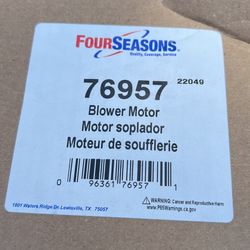 FOURSEASONS
Quality, Coverage, Service.
76957 22049
Blower Motor
Motor soplador
Moteur de soufflerie
0 96361 76957 1
1801 Waters Ridge Dr. Lewisville, TX 75057
WARNING: Cancer and Reproductive Harm
www.P65Warnings.ca.gov